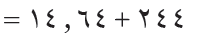 = ١٤,٦٤ + ٢٤٤